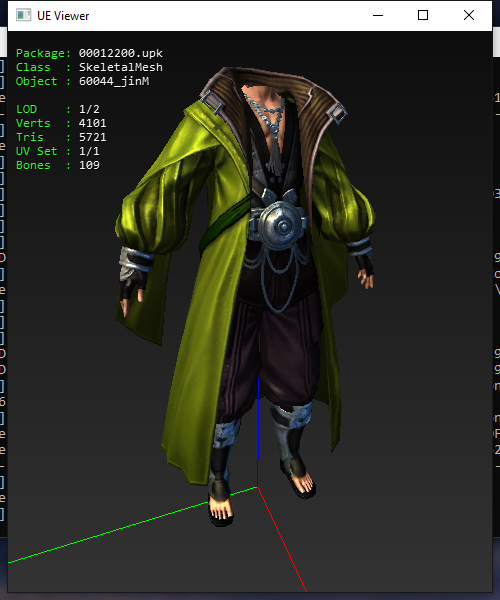 UE Viewer
Package: 00012200.upk
Class : SkeletalMesh
Object : 60044_jinM
LOD : 1/2
Verts : 4101
Tris : 5721
UV Set : 1/1
Bones : 109